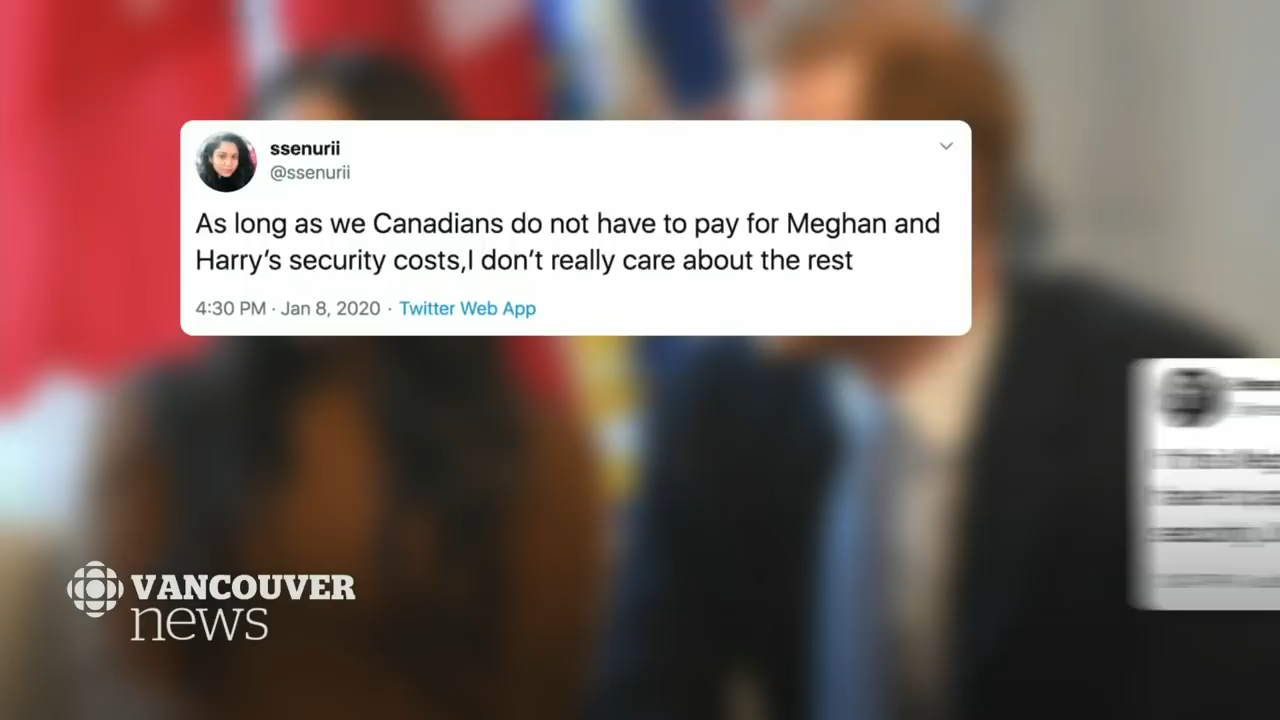 ssenurii
@ssenurii
As long as we Canadians do not have to pay for Meghan and
Harry's security costs,I don't really care about the rest
4:30 PM · Jan 8, 2020 · Twitter Web App
VANCOUVER
news